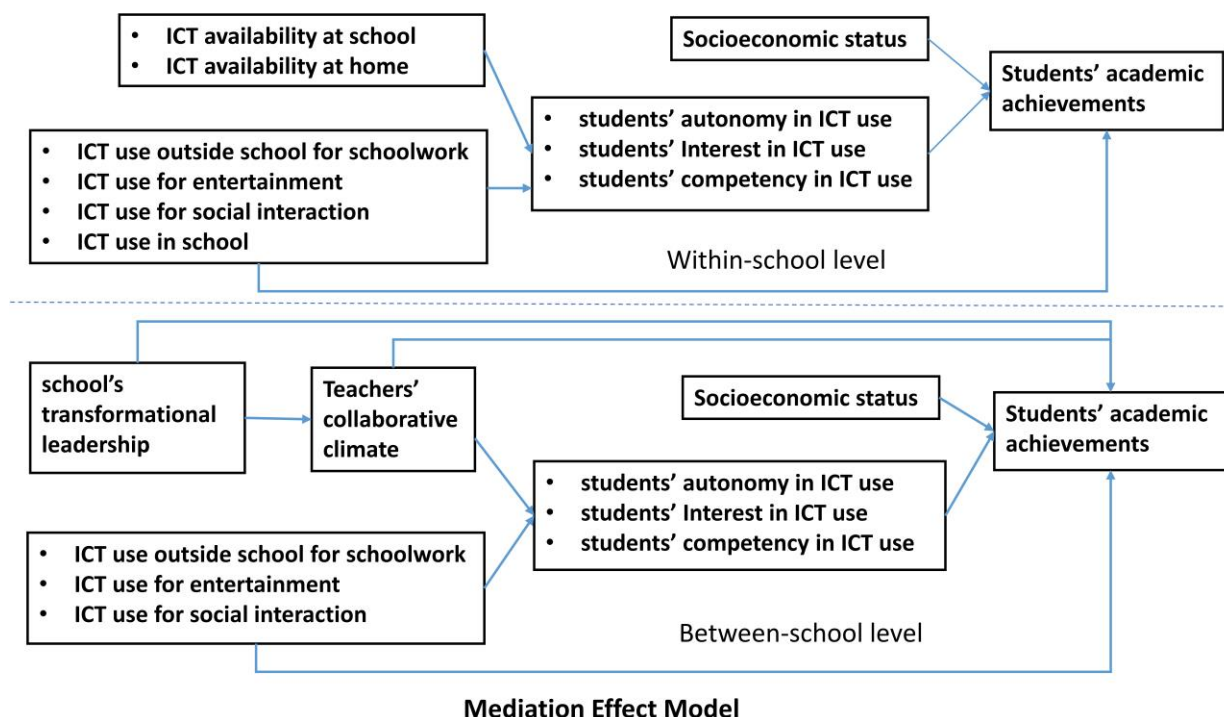 • ICT availability at school
• ICT availability at home
Socioeconomic status
Students’ academic
achievements
• students’ autonomy in ICT use
• students’ Interest in ICT use
• students’ competency in ICT use
• ICT use outside school for schoolwork
• ICT use for entertainment
• ICT use for social interaction
• ICT use in school
Within-school level
school’s
transformational
leadership
Teachers’
collaborative
climate
Socioeconomic status
Students’ academic
achievements
• students’ autonomy in ICT use
• students’ Interest in ICT use
• students’ competency in ICT use
• ICT use outside school for schoolwork
• ICT use for entertainment
• ICT use for social interaction
Between-school level
Mediation Effect Model